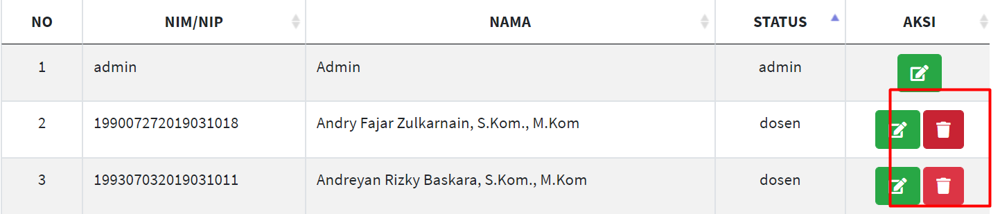 NO NIM/NIP NAMA STATUS AKSI
1 admin Admin admin
2 199007272019031018 Andry Fajar Zulkarnain, S.Kom., M.Kom dosen
3 199307032019031011 Andreyan Rizky Baskara, S.Kom., M.Kom dosen